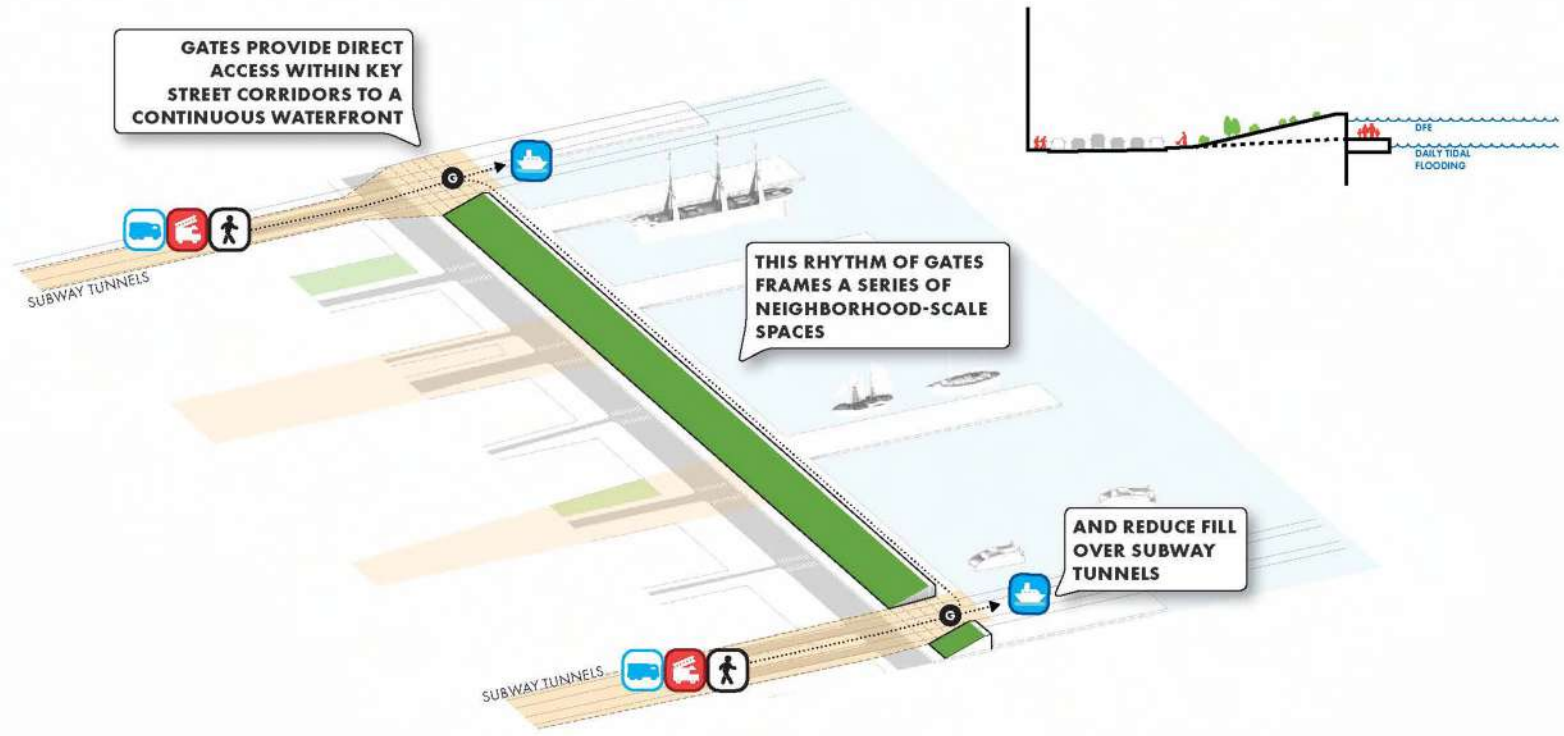 GATES PROVIDE DIRECT
ACCESS WITHIN KEY
STREET CORRIDORS TO A
CONTINUOUS WATERFRONT
DFE
DAILY TIDAL
FLOODING
G
SUBWAY TUNNELS
THIS RHYTHM OF GATES
FRAMES A SERIES OF
NEIGHBORHOOD-SCALE
SPACES
AND REDUCE FILL
OVER SUBWAY
TUNNELS
G
SUBWAY TUNNELS